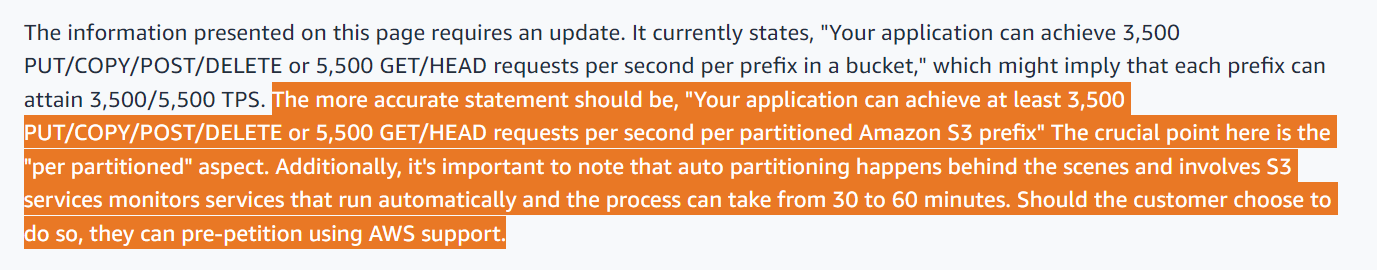 The information presented on this page requires an update. It currently states, "Your application can achieve 3,500
PUT/COPY/POST/DELETE or 5,500 GET/HEAD requests per second per prefix in a bucket," which might imply that each prefix can
attain 3,500/5,500 TPS. The more accurate statement should be, "Your application can achieve at least 3,500
PUT/COPY/POST/DELETE or 5,500 GET/HEAD requests per second per partitioned Amazon S3 prefix" The crucial point here is the
"per partitioned" aspect. Additionally, it's important to note that auto partitioning happens behind the scenes and involves S3
services monitors services that run automatically and the process can take from 30 to 60 minutes. Should the customer choose to
do so, they can pre-petition using AWS support.